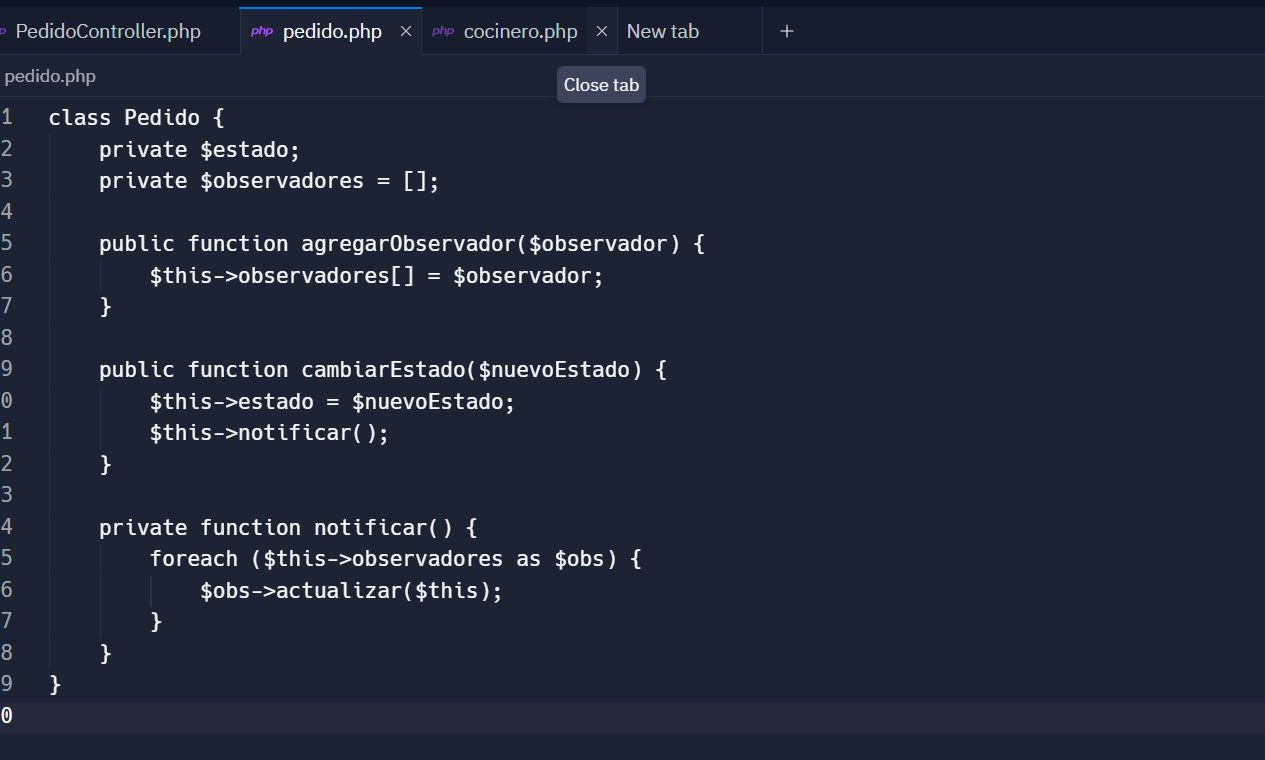 PedidoController.php php pedido.php × php cocinero.php × New tab +
pedido.php
Close tab
1 class Pedido {
2     private $estado;
3     private $observadores = [];
4
5     public function agregarObservador($observador) {
6         $this->observadores[] = $observador;
7     }
8
9     public function cambiarEstado($nuevoEstado) {
0         $this->estado = $nuevoEstado;
1         $this->notificar();
2     }
3
4     private function notificar() {
5         foreach ($this->observadores as $obs) {
6             $obs->actualizar($this);
7         }
8     }
9 }
0